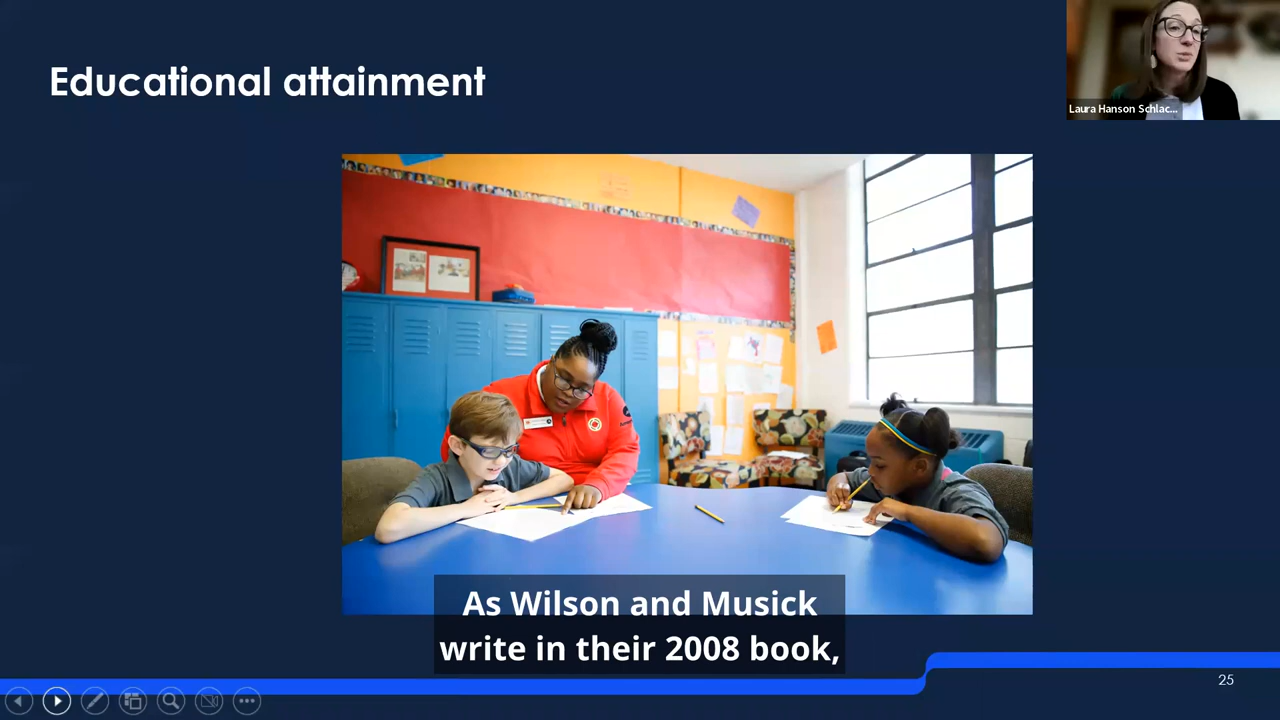 Educational attainment
Laura Hanson Schlac...
As Wilson and Musick
write in their 2008 book,
25